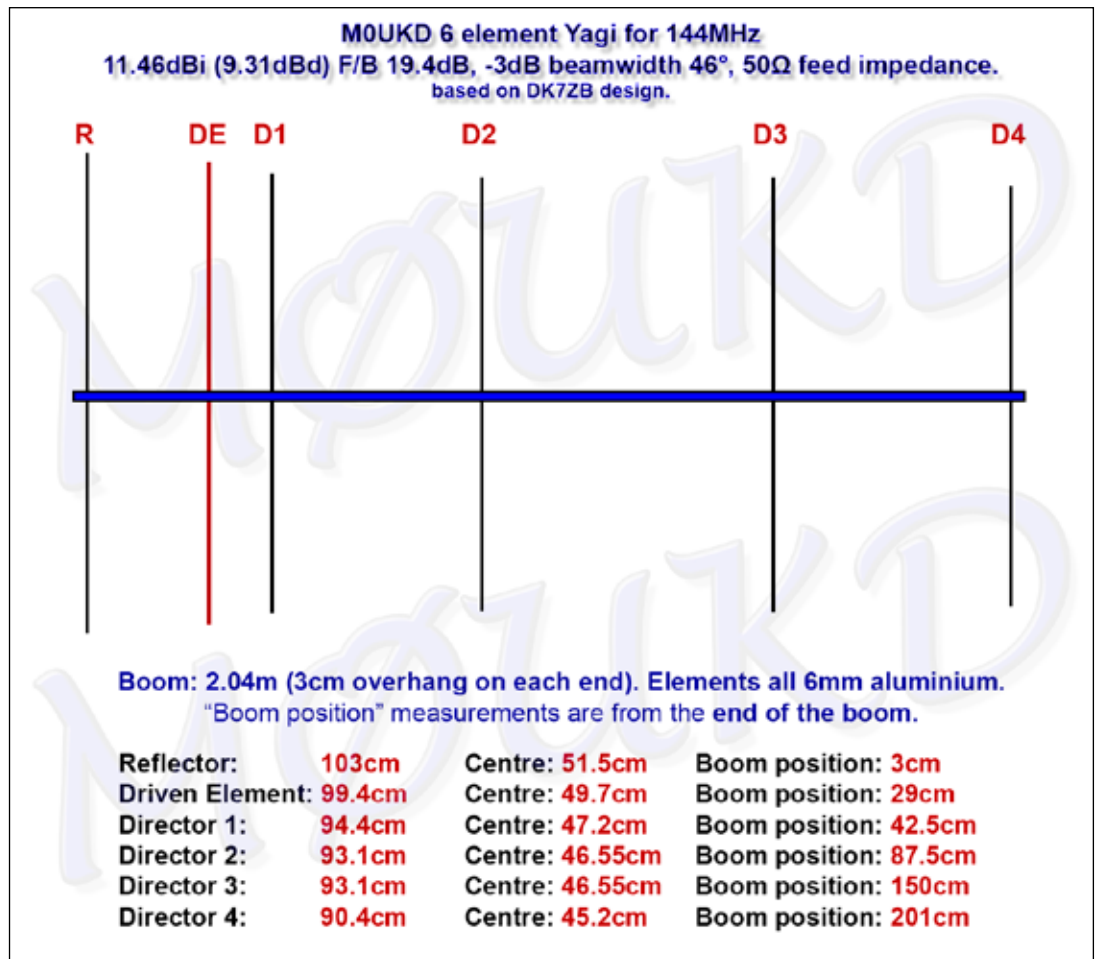 M0UKD 6 element Yagi for 144MHz
11.46dBi (9.31dBd) F/B 19.4dB, -3dB beamwidth 46°, 50Ω feed impedance.
based on DK7ZB design.
R DE D1 D2 D3 D4
MØUKD
MØUKD
Boom: 2.04m (3cm overhang on each end). Elements all 6mm aluminium.
“Boom position” measurements are from the end of the boom.
Reflector: 103cm Centre: 51.5cm Boom position: 3cm
Driven Element: 99.4cm Centre: 49.7cm Boom position: 29cm
Director 1: 94.4cm Centre: 47.2cm Boom position: 42.5cm
Director 2: 93.1cm Centre: 46.55cm Boom position: 87.5cm
Director 3: 93.1cm Centre: 46.55cm Boom position: 150cm
Director 4: 90.4cm Centre: 45.2cm Boom position: 201cm